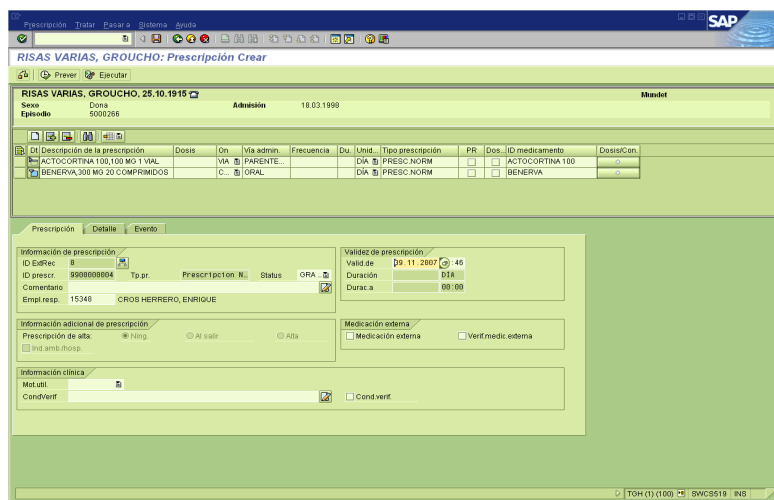 Prescripción Tratar Pasar a Sistema Ayuda
SAP
RISAS VARIAS, GROUCHO: Prescripción Crear
Prever Ejecutar
RISAS VARIAS, GROUCHO, 25.10.1915 Mundet
Sexo Dona Admisión 18.03.1998
Episodio 5000266
Dt Descripción de la prescripción Dosis On Vía admin. Frecuencia Du. Unid... Tipo prescripción PR Dos... ID medicamento Dosis/Con.
ACTOCORTINA 100,100 MG 1 VIAL VIA PARENTE... DÍA PRESC.NORM ACTOCORTINA 100
BENERVA,300 MG 20 COMPRIMIDOS C... ORAL DÍA PRESC.NORM BENERVA
Prescripción Detalle Evento
Información de prescripción Validez de prescripción
ID ExtRec 8 Valid.de 09.11.2007 :46
ID prescr. 9900000004 Tp.pr. Prescripcion N.. Status GRA .. Duración DÍA
Comentario Durac.a 00:00
Empl.resp. 15348 CROS HERRERO, ENRIQUE
Información adicional de prescripción Medicación externa
Prescripción de alta: Ning. Al salir Alta Medicación externa Verif.medic.externa
Ind.amb./hosp.
Información clínica
Mot.util.
CondVerif Cond.verif.
TGH (1) (100) SWCS519 INS